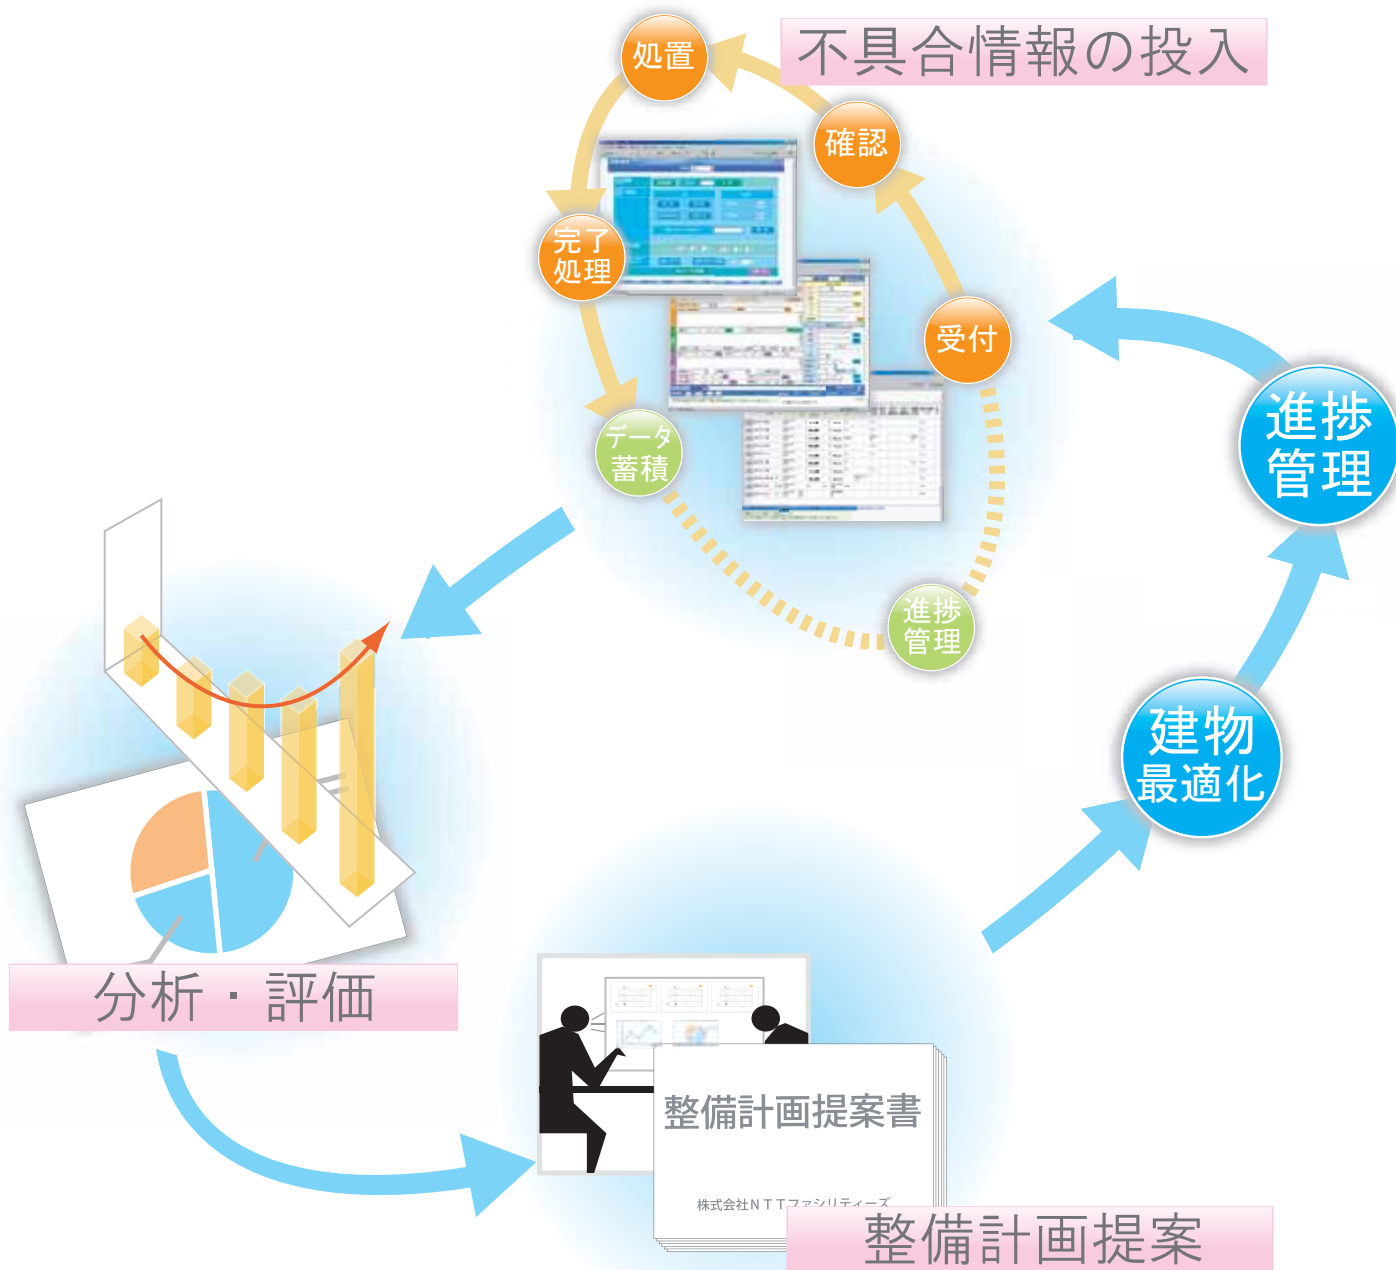 不具合情報の投入
処置
確認
完了
処理
受付
データ
蓄積
進捗
管理
進捗
管理
建物
最適化
分析・評価
整備計画提案書
株式会社NTTファシリティーズ
整備計画提案